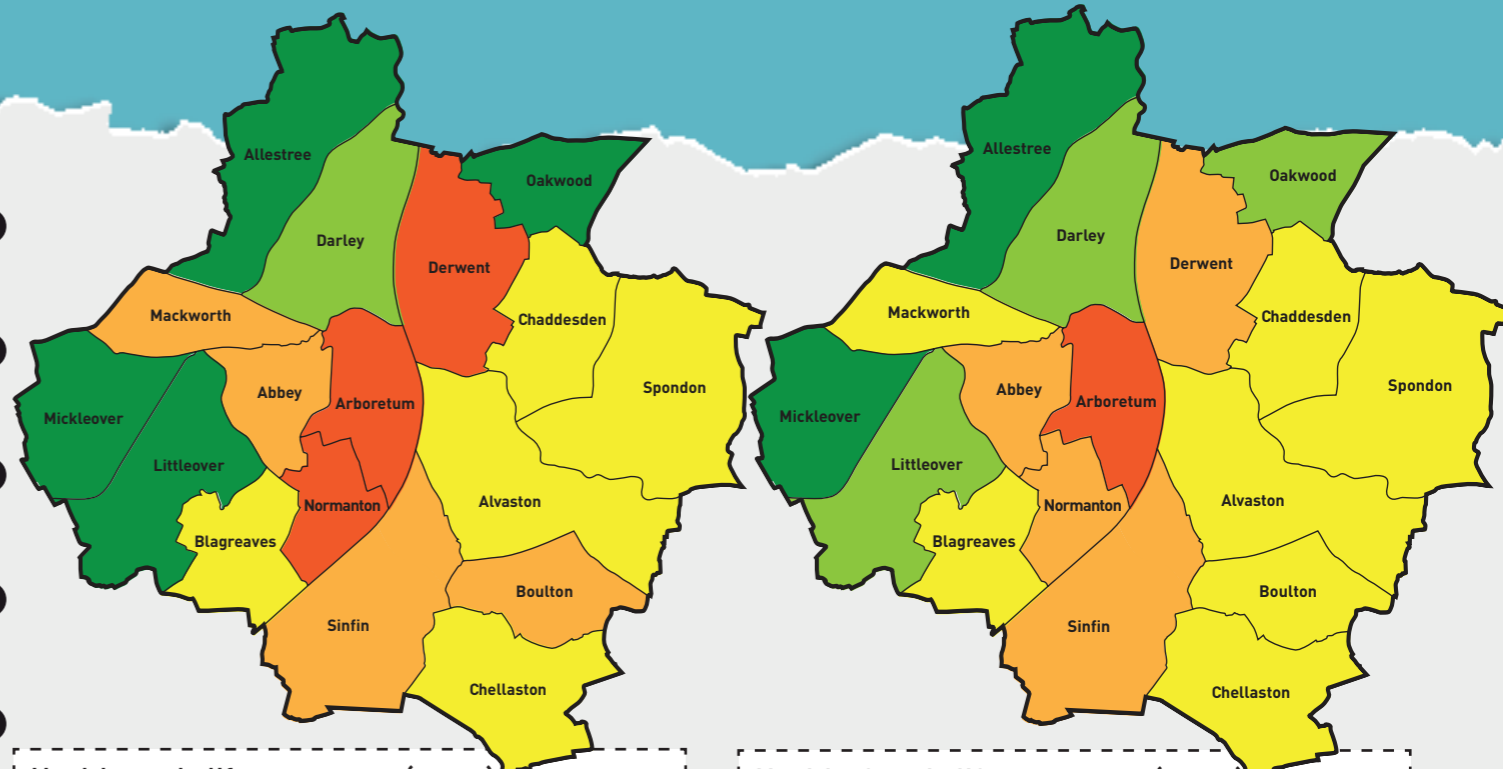 Allestree
Oakwood
Darley
Derwent
Mackworth
Chaddesden
Spondon
Abbey
Arboretum
Mickleover
Littleover
Normanton
Alvaston
Blagreaves
Boulton
Sinfin
Chellaston
Allestree
Oakwood
Darley
Derwent
Mackworth
Chaddesden
Spondon
Abbey
Arboretum
Mickleover
Littleover
Normanton
Alvaston
Blagreaves
Boulton
Sinfin
Chellaston